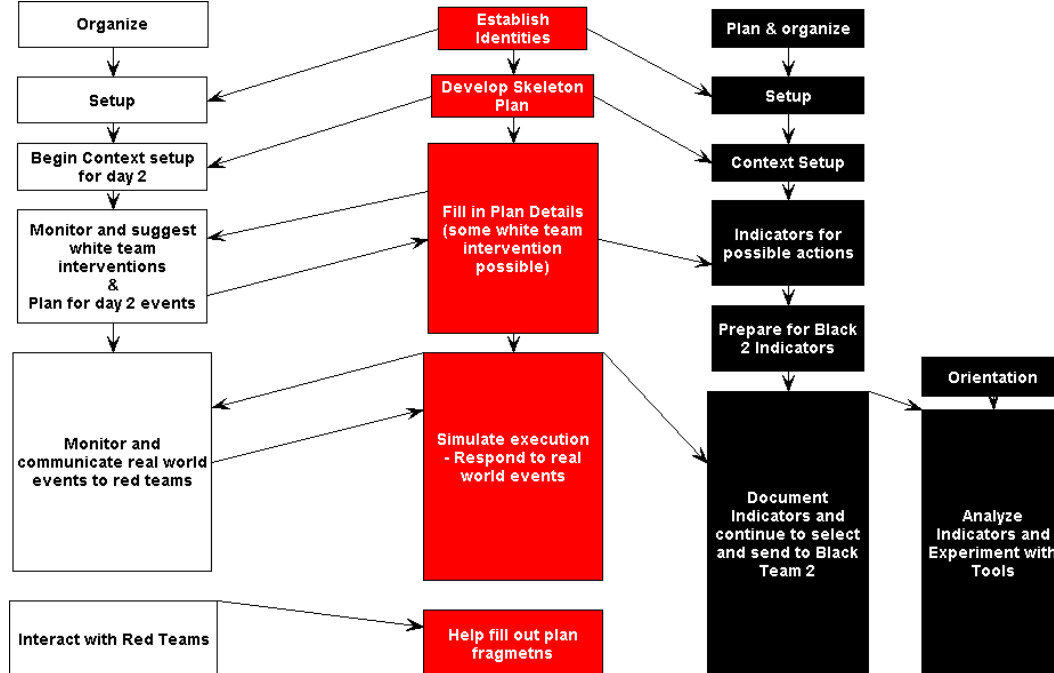 Organize
Setup
Begin Context setup
for day 2
Monitor and suggest
white team
interventions
&
Plan for day 2 events
Monitor and
communicate real world
events to red teams
Interact with Red Teams
Establish
Identities
Develop Skeleton
Plan
Fill in Plan Details
(some white team
intervention
possible)
Simulate execution
- Respond to real
world events
Help fill out plan
fragmetns
Plan & organize
Setup
Context Setup
Indicators for
possible actions
Prepare for Black
2 Indicators
Document
Indicators and
continue to select
and send to Black
Team 2
Orientation
Analyze
Indicators and
Experiment with
Tools